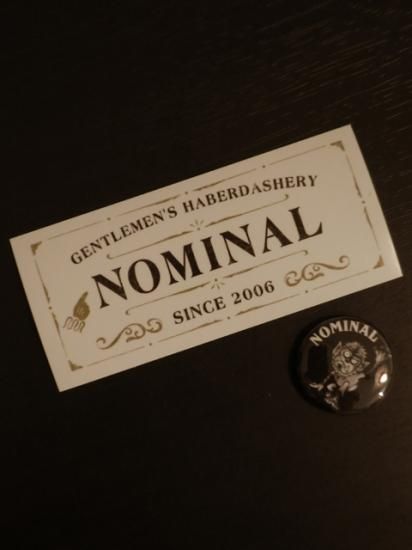 GENTLEMEN'S HABERDASHERY
NOMINAL
SINCE 2006
NOMINAL